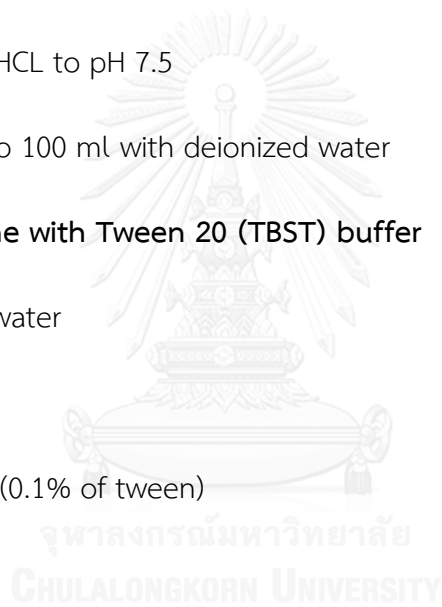 HCL to pH 7.5
o 100 ml with deionized water
ne with Tween 20 (TBST) buffer
water
(0.1% of tween)
จุฬาลงกรณ์มหาวิทยาลัย
CHULALONGKORN UNIVERSITY